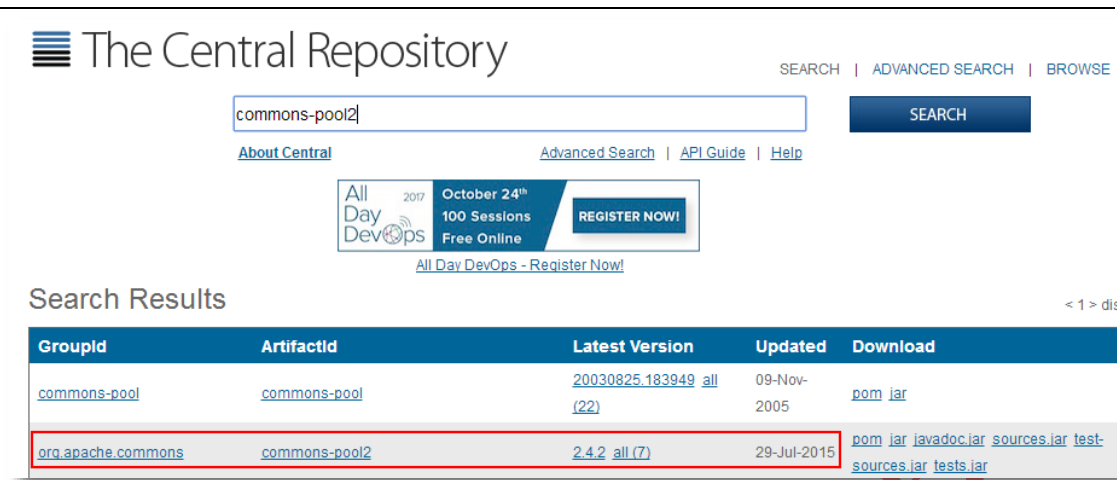 The Central Repository
SEARCH | ADVANCED SEARCH | BROWSE
commons-pool2
SEARCH
About Central
Advanced Search | API Guide | Help
All Day DevOps 2017
October 24th
100 Sessions
Free Online
REGISTER NOW!
All Day DevOps - Register Now!
Search Results
< 1 > dis
GroupId ArtifactId Latest Version Updated Download
commons-pool commons-pool 20030825.183949 all (22) 09-Nov-2005 pom jar
org.apache.commons commons-pool2 2.4.2 all (7) 29-Jul-2015 pom jar javadoc.jar sources.jar test-sources.jar tests.jar